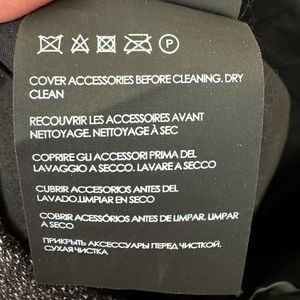 P
COVER ACCESSORIES BEFORE CLEANING. DRY
CLEAN
RECOUVRIR LES ACCESSOIRES AVANT
NETTOYAGE. NETTOYAGE À SEC
COPRIRE GLI ACCESSORI PRIMA DEL
LAVAGGIO A SECCO. LAVARE A SECCO
CUBRIR ACCESORIOS ANTES DEL
LAVADO.LIMPIAR EN SECO
COBRIR ACESSÓRIOS ANTES DE LIMPAR. LIMPAR
A SECO
ПРИКРЫТЬ АКСЕССУАРЫ ПЕРЕД ЧИСТКОЙ.
СУХАЯ ЧИСТКА